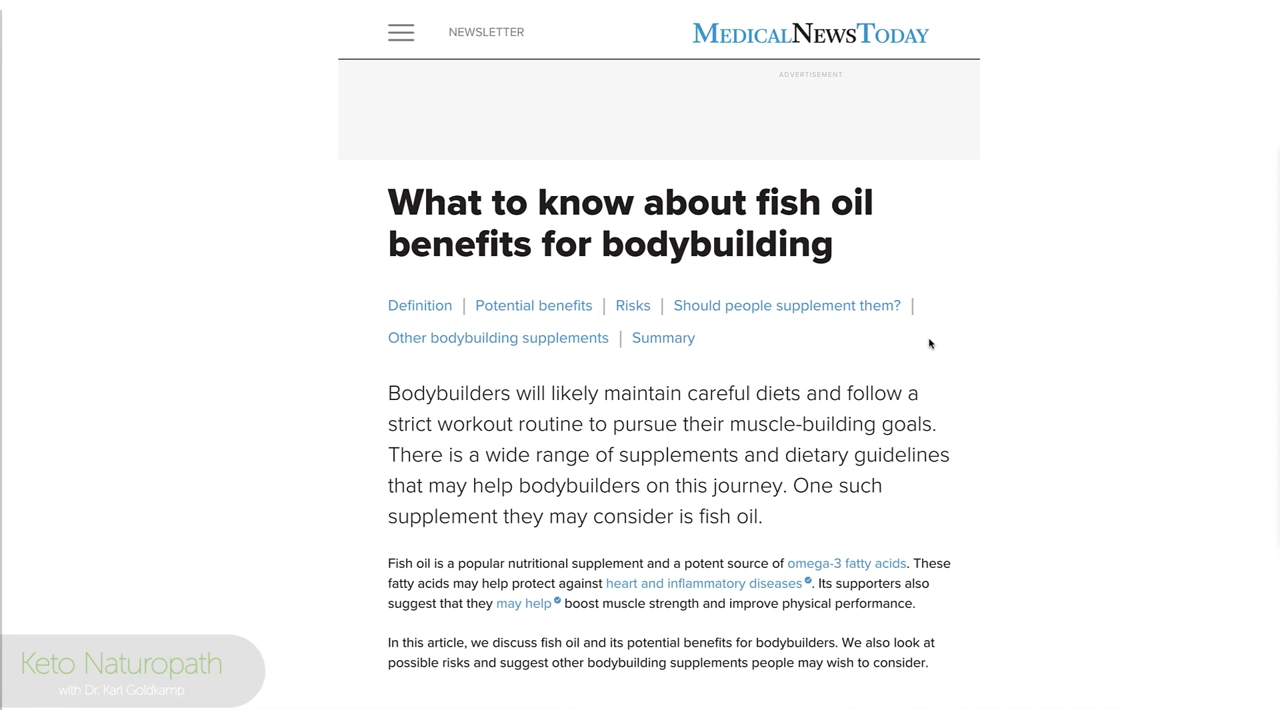 NEWSLETTER
MEDICALNEWSTODAY
ADVERTISEMENT
What to know about fish oil
benefits for bodybuilding
Definition | Potential benefits | Risks | Should people supplement them? |
Other bodybuilding supplements | Summary
Bodybuilders will likely maintain careful diets and follow a
strict workout routine to pursue their muscle-building goals.
There is a wide range of supplements and dietary guidelines
that may help bodybuilders on this journey. One such
supplement they may consider is fish oil.
Fish oil is a popular nutritional supplement and a potent source of omega-3 fatty acids. These
fatty acids may help protect against heart and inflammatory diseases. Its supporters also
suggest that they may help boost muscle strength and improve physical performance.
In this article, we discuss fish oil and its potential benefits for bodybuilders. We also look at
possible risks and suggest other bodybuilding supplements people may wish to consider.
Keto Naturopath
with Dr. Karl Goldkamp